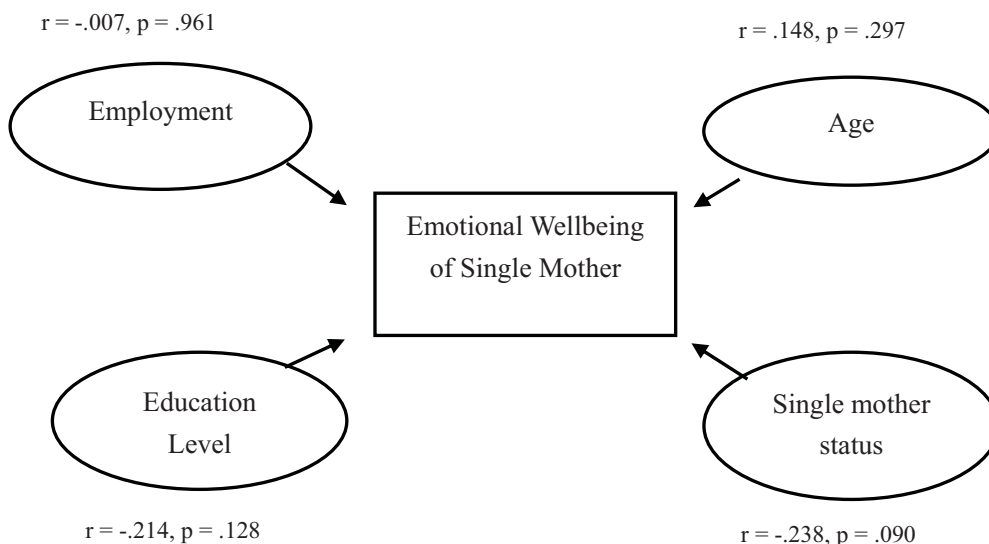 r = -.007, p = .961
r = .148, p = .297
Employment
Age
Emotional Wellbeing
of Single Mother
Education
Level
Single mother
status
r = -.214, p = .128
r = -.238, p = .090